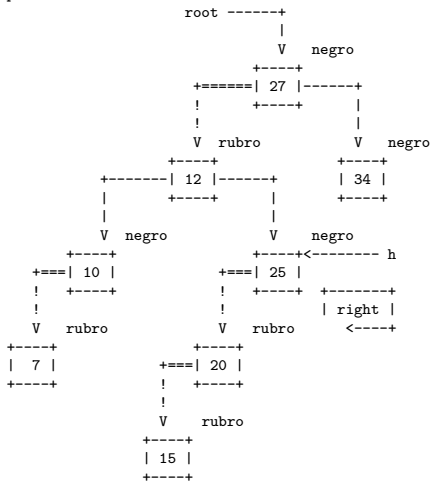 root ------+
|
V negro
+----+
+======| 27 |------+
! +----+ |
! |
V rubro V negro
+----+ +----+
+-------| 12 |------+ | 34 |
| +----+ | +----+
| |
V negro V negro
+----+ +----+<-------- h
+===| 10 | +===| 25 |
! +----+ ! +----+ +--------+
! ! | right |
V rubro V rubro <----+
+----+ +----+
| 7 | +===| 20 |
+----+ ! +----+
!
V rubro
+----+
| 15 |
+----+